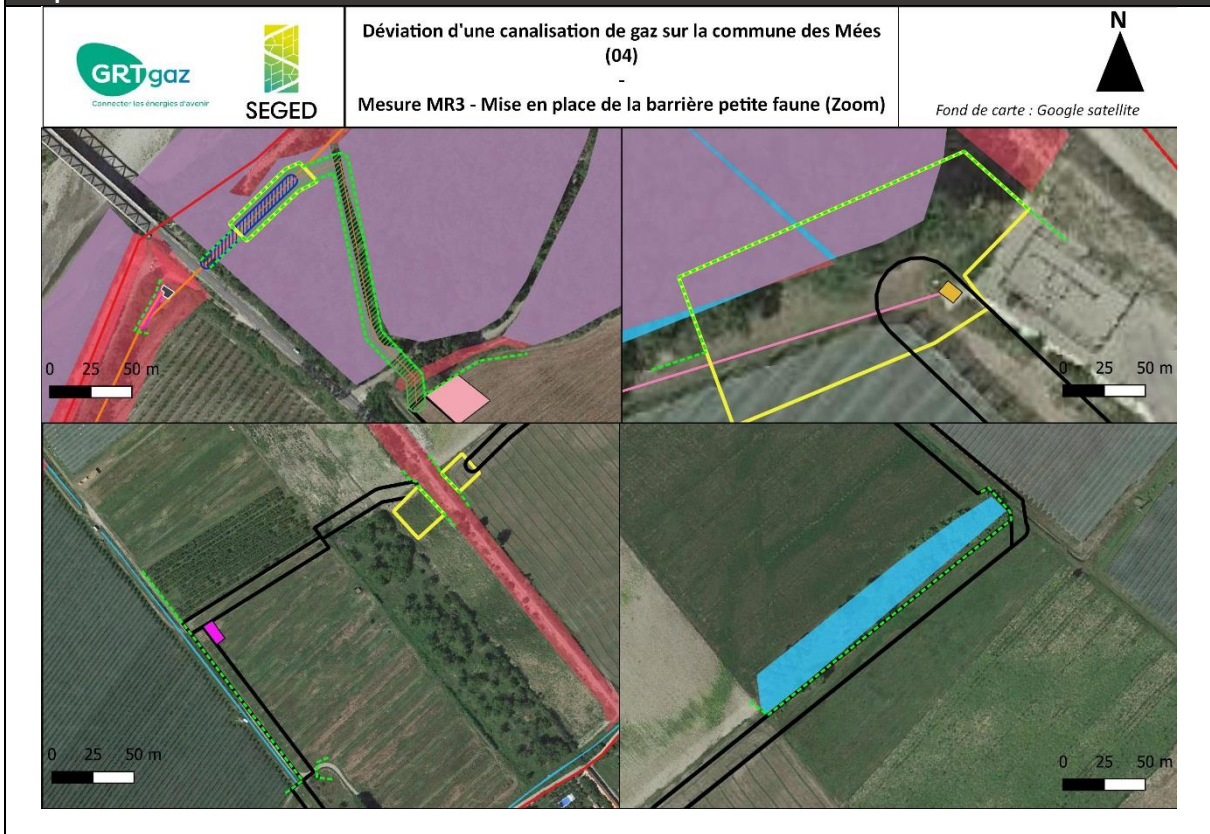 GRTgaz
Connecter les énergies d'avenir
SEGED
Déviation d'une canalisation de gaz sur la commune des Mées
(04)
-
Mesure MR3 - Mise en place de la barrière petite faune (Zoom)
N
Fond de carte : Google satellite
0 25 50 m
0 25 50 m
0 25 50 m
0 25 50 m